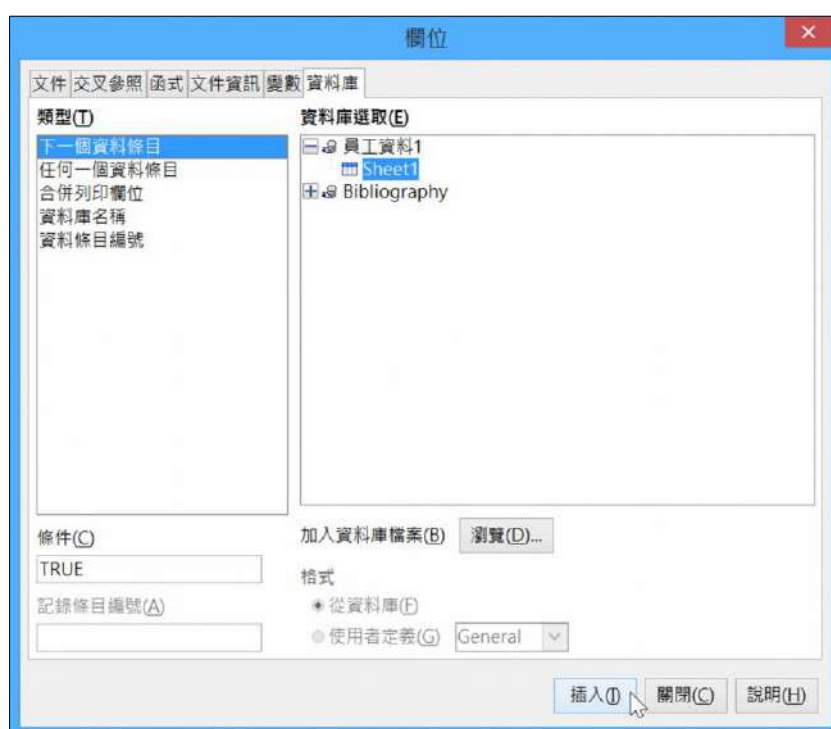 欄位
文件 交叉參照 函式 文件資訊 變數 資料庫
類型(T)
資料庫選取(E)
下一個資料條目
任何一個資料條目
合併列印欄位
資料庫名稱
資料條目編號
員工資料1
Sheet1
Bibliography
條件(C)
加入資料庫檔案(B) 瀏覽(D)...
TRUE
格式
記錄條目編號(A)
從資料庫(F)
使用者定義(G) General
插入(I) 關閉(C) 說明(H)